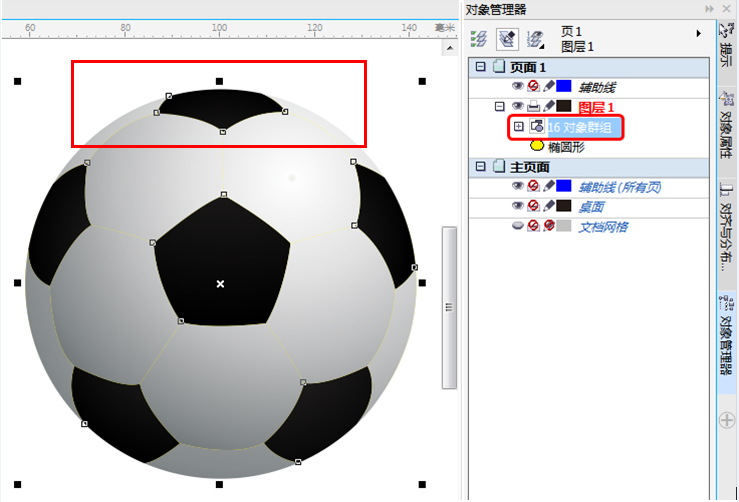 对象管理器
60 80 100 120 140 毫米
页1
图层1
页面 1
辅助线
图层 1
16 对象群组
椭圆形
主页面
辅助线 (所有页)
桌面
文档网格
提示
对象属性
对齐与分布...
对象管理器